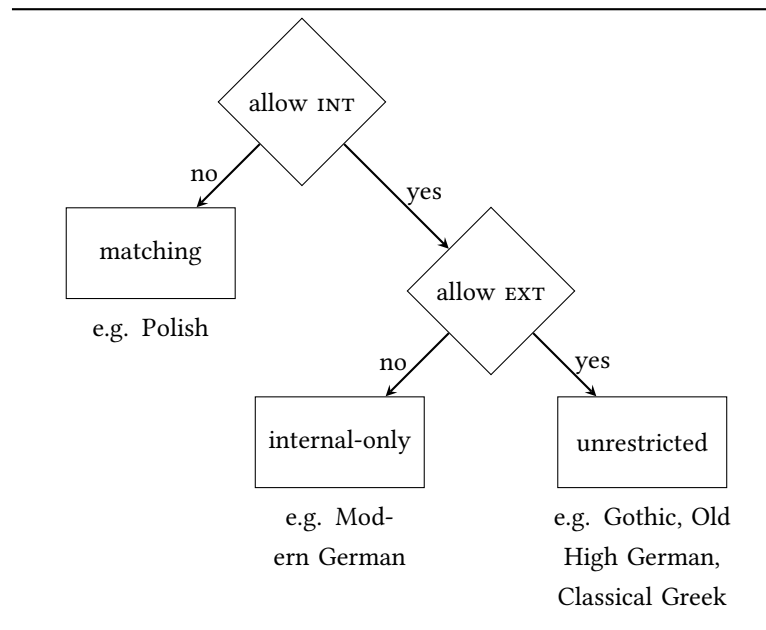 allow INT
no
yes
matching
allow EXT
e.g. Polish
no
yes
internal-only
unrestricted
e.g. Mod-
ern German
e.g. Gothic, Old
High German,
Classical Greek